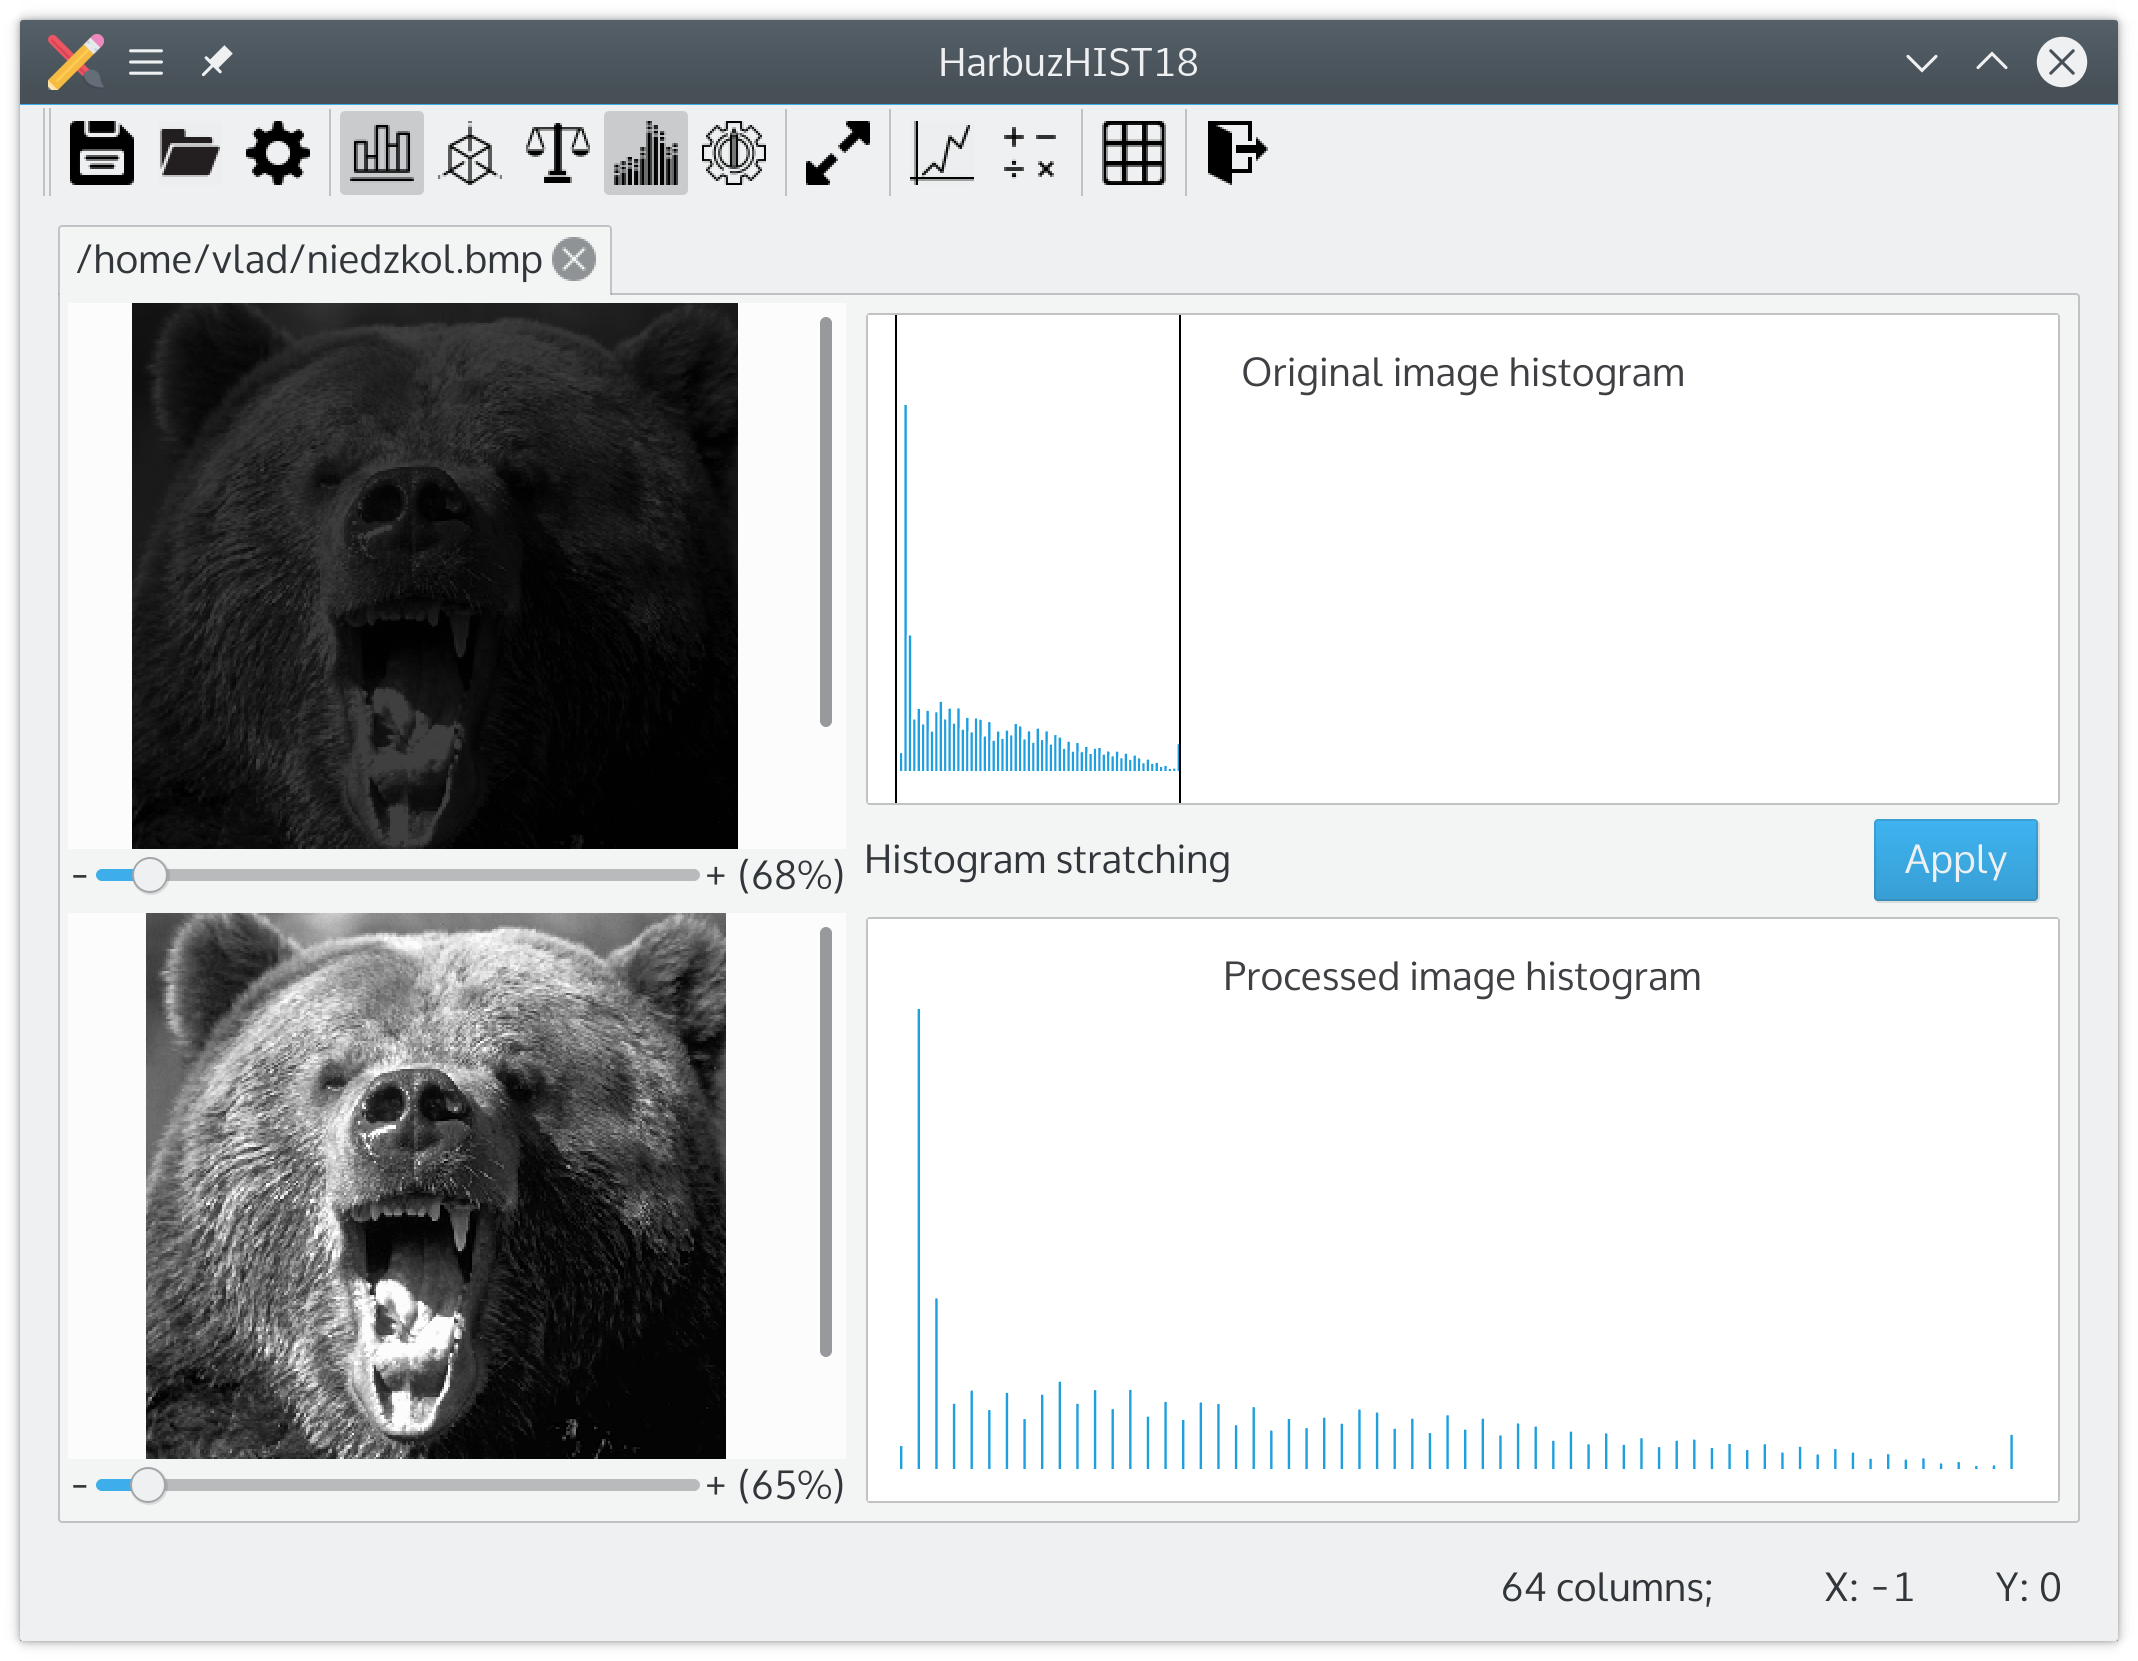 HarbuzHIST18
/home/vlad/niedzkol.bmp
Original image histogram
- + (68%)
Histogram stratching
Apply
Processed image histogram
- + (65%)
64 columns; X: -1 Y: 0